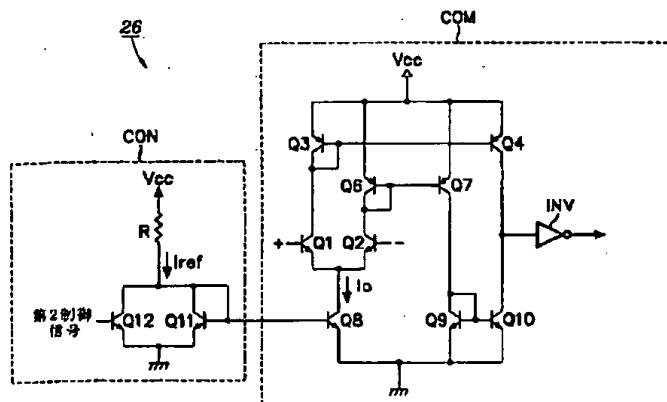 26
COM
CON
Vcc
Vcc
Q3
Q4
Q6
Q7
INV
R
Iref
+
Q1
Q2
−
Io
第2制御
信号
Q12
Q11
Q8
Q9
Q10